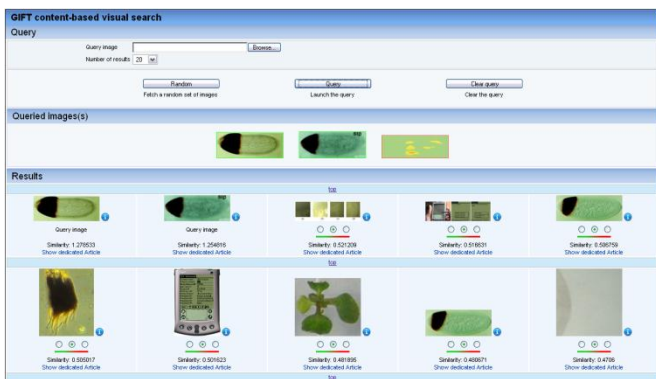 GIFT content-based visual search
Query
Query image
Browse...
Number of results 20
Random
Query
Clear query
Fetch a random set of images
Launch the query
Clear the query
Queried images(s)
Results
top
Query image
Query image
Similarity: 1.276533
Similarity: 1.254816
Similarity: 0.521209
Similarity: 0.516831
Similarity: 0.506759
Show dedicated Article
Show dedicated Article
Show dedicated Article
Show dedicated Article
Show dedicated Article
top
Similarity: 0.505017
Similarity: 0.501623
Similarity: 0.481895
Similarity: 0.480671
Similarity: 0.4706
Show dedicated Article
Show dedicated Article
Show dedicated Article
Show dedicated Article
Show dedicated Article
top